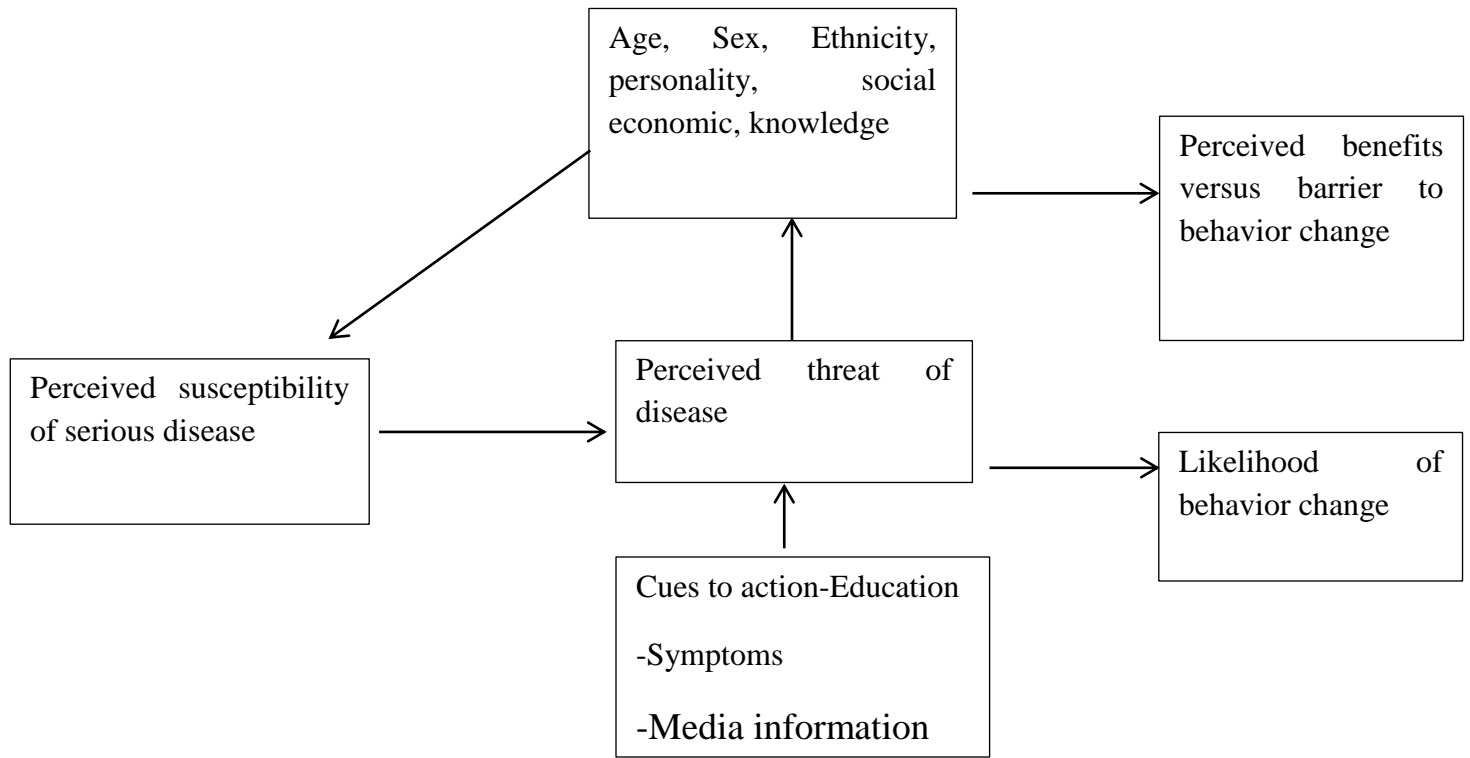 Age, Sex, Ethnicity,
personality, social
economic, knowledge
Perceived benefits
versus barrier to
behavior change
Perceived susceptibility
of serious disease
Perceived threat of
disease
Likelihood of
behavior change
Cues to action-Education
-Symptoms
-Media information